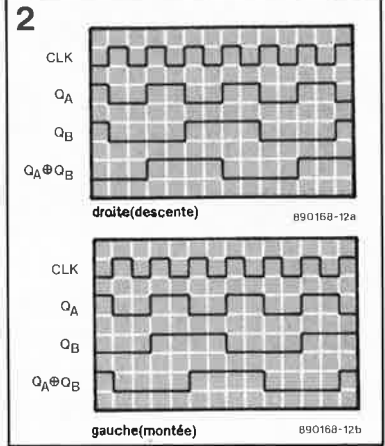 2
CLK
QA
QB
QA⊕QB
droite(descente)
890168-12a
CLK
QA
QB
QA⊕QB
gauche(montée)
890168-12b